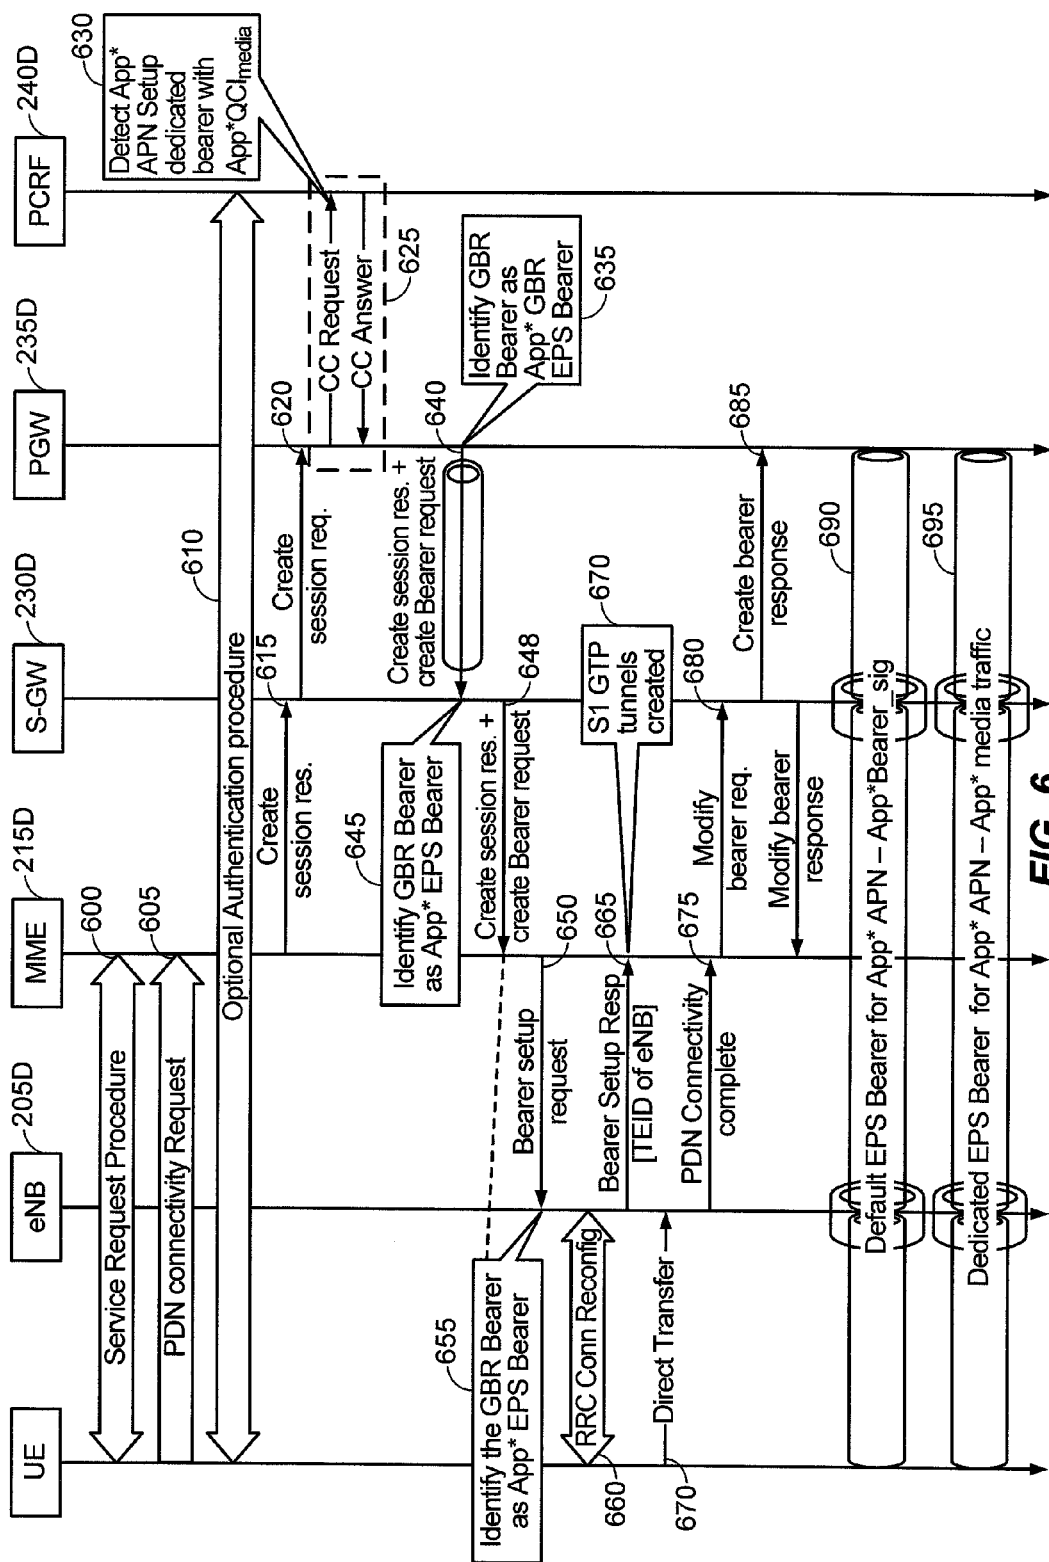 UE
eNB
205D
MME
215D
S-GW
230D
PGW
235D
PCRF
240D
Service Request Procedure
600
PDN connectivity Request
605
Optional Authentication procedure
610
Create
session res.
615
Create
session req.
620
CC Request
CC Answer
625
630
Detect App*
APN Setup
dedicated
bearer with
App*QCImedia
Identify GBR
Bearer as
App* GBR
EPS Bearer
635
Create session res. +
create Bearer request
640
645
Identify GBR Bearer
as App* EPS Bearer
Create session res. +
create Bearer request
648
Bearer setup
request
650
655
Identify the GBR Bearer
as App* EPS Bearer
RRC Conn Reconfig
660
Bearer Setup Resp
[TEID of eNB]
665
S1 GTP
tunnels
created
670
Direct Transfer
670
PDN Connectivity
complete
675
Modify
bearer req.
680
Create bearer
response
685
Modify bearer
response
Default EPS Bearer for App* APN – App*Bearer_sig
690
Dedicated EPS Bearer for App* APN – App* media traffic
695
FIG. 6